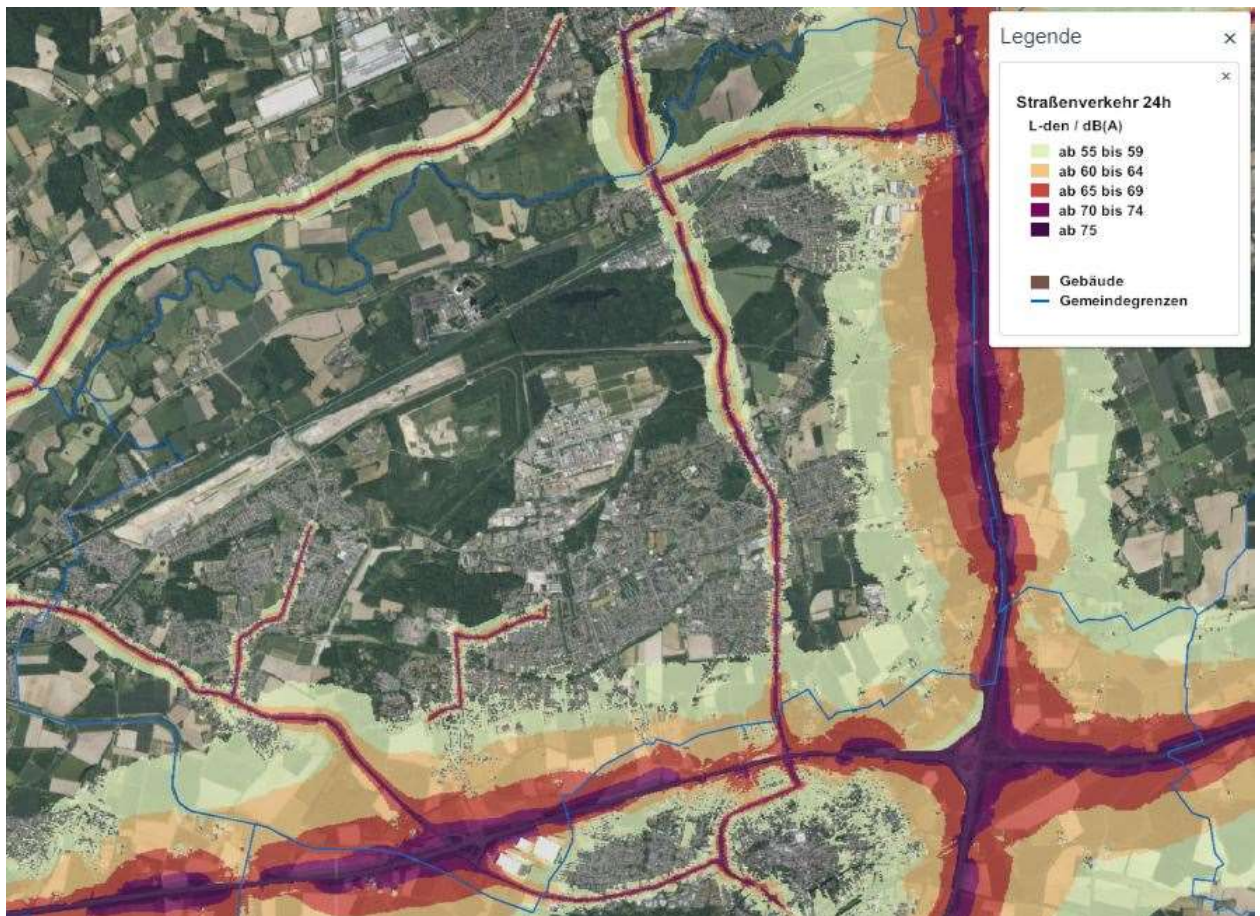 Legende
Straßenverkehr 24h
L-den / dB(A)
ab 55 bis 59
ab 60 bis 64
ab 65 bis 69
ab 70 bis 74
ab 75
Gebäude
Gemeindegrenzen